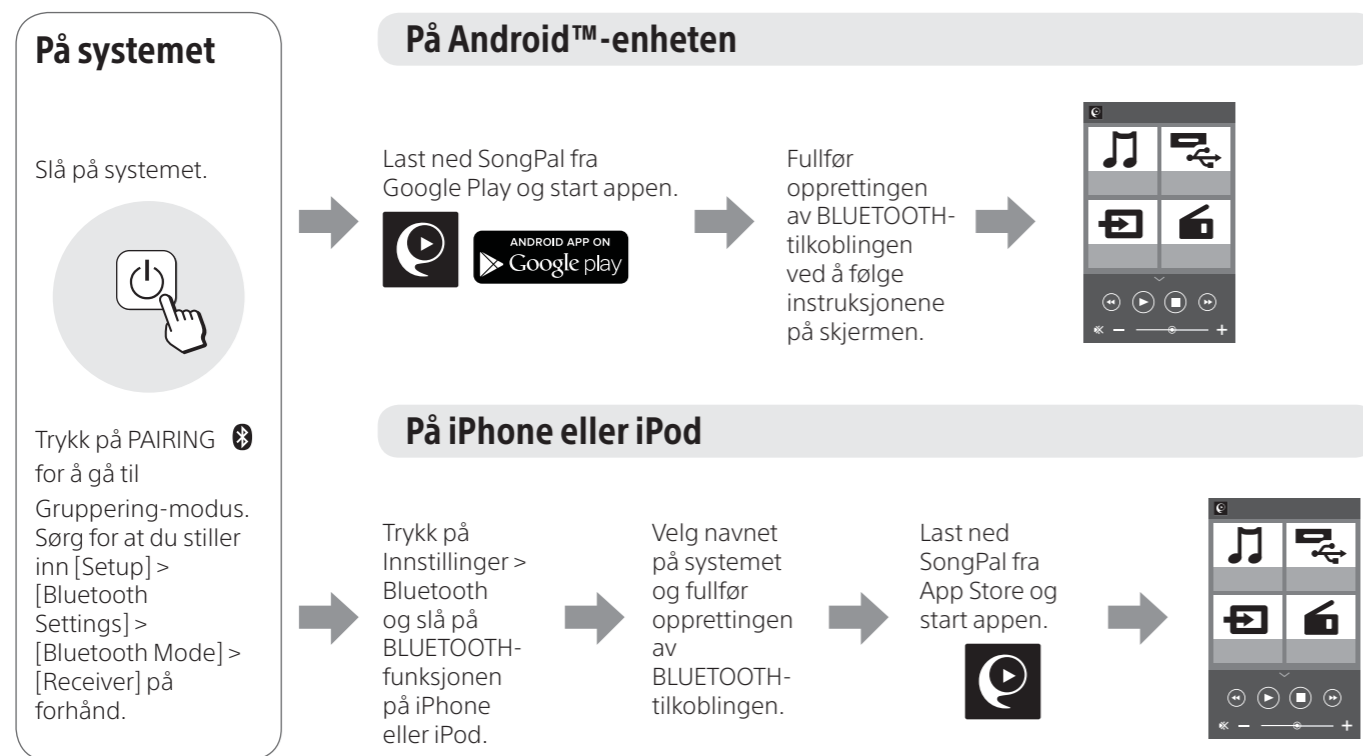 På systemet
Slå på systemet.
Trykk på PAIRING
for å gå til
Gruppering-modus.
Sørg for at du stiller
inn [Setup] >
[Bluetooth
Settings] >
[Bluetooth Mode] >
[Receiver] på
forhånd.
På Android™-enheten
Last ned SongPal fra
Google Play og start appen.
ANDROID APP ON
Google play
Fullfør
opprettingen
av BLUETOOTH-
tilkoblingen
ved å følge
instruksjonene
på skjermen.
På iPhone eller iPod
Trykk på
Innstillinger >
Bluetooth
og slå på
BLUETOOTH-
funksjonen
på iPhone
eller iPod.
Velg navnet
på systemet
og fullfør
opprettingen
av
BLUETOOTH-
tilkoblingen.
Last ned
SongPal fra
App Store og
start appen.